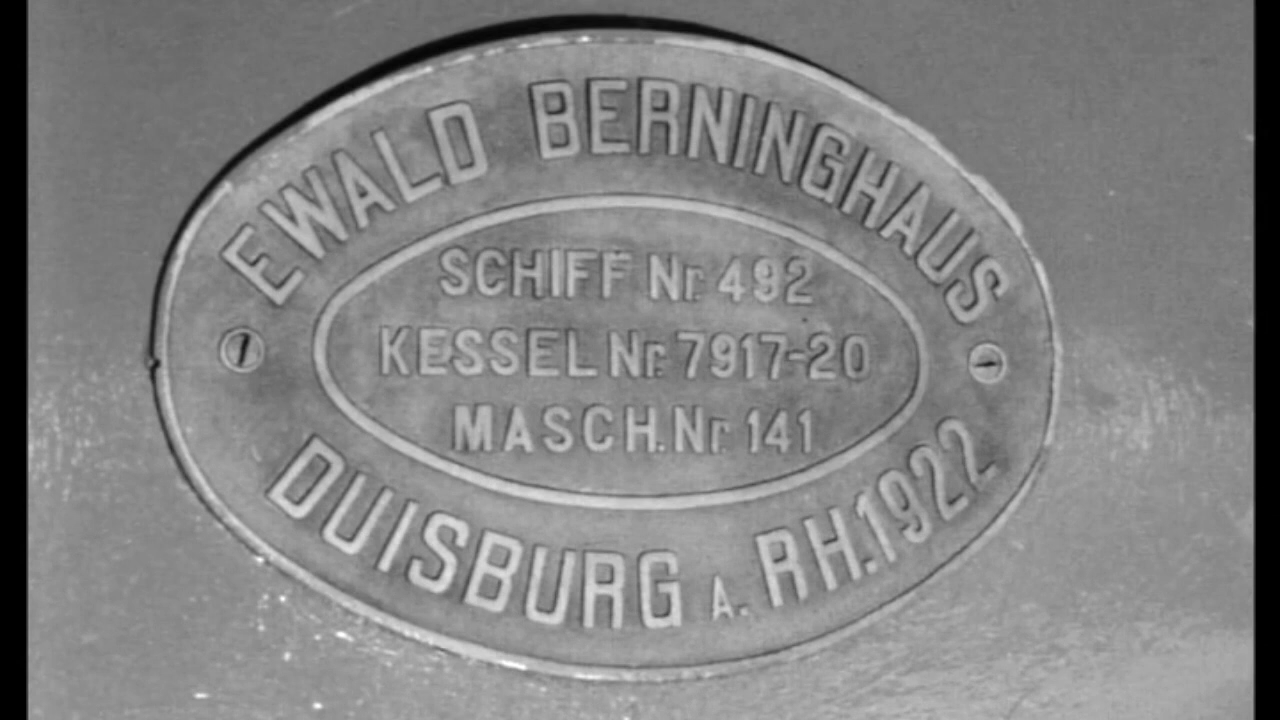 EWALD BERNINGHAUS
SCHIFF Nr. 492
KESSEL Nr. 7917-20
MASCH. Nr. 141
DUISBURG A. RH. 1922